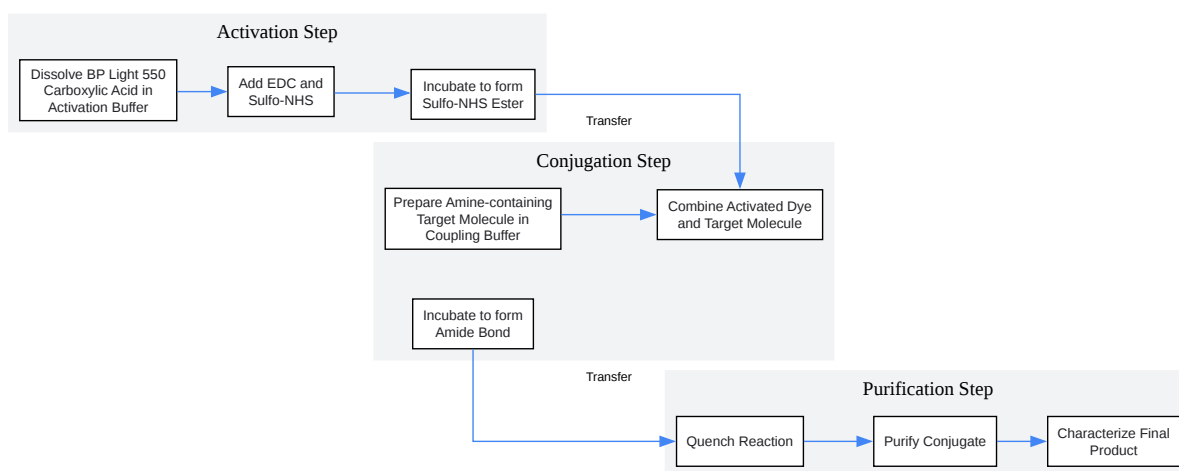 Activation Step
Dissolve BP Light 550
Carboxylic Acid in
Activation Buffer
Add EDC and
Sulfo-NHS
Incubate to form
Sulfo-NHS Ester
Transfer
Conjugation Step
Prepare Amine-containing
Target Molecule in
Coupling Buffer
Combine Activated Dye
and Target Molecule
Incubate to form
Amide Bond
Transfer
Purification Step
Quench Reaction
Purify Conjugate
Characterize Final
Product